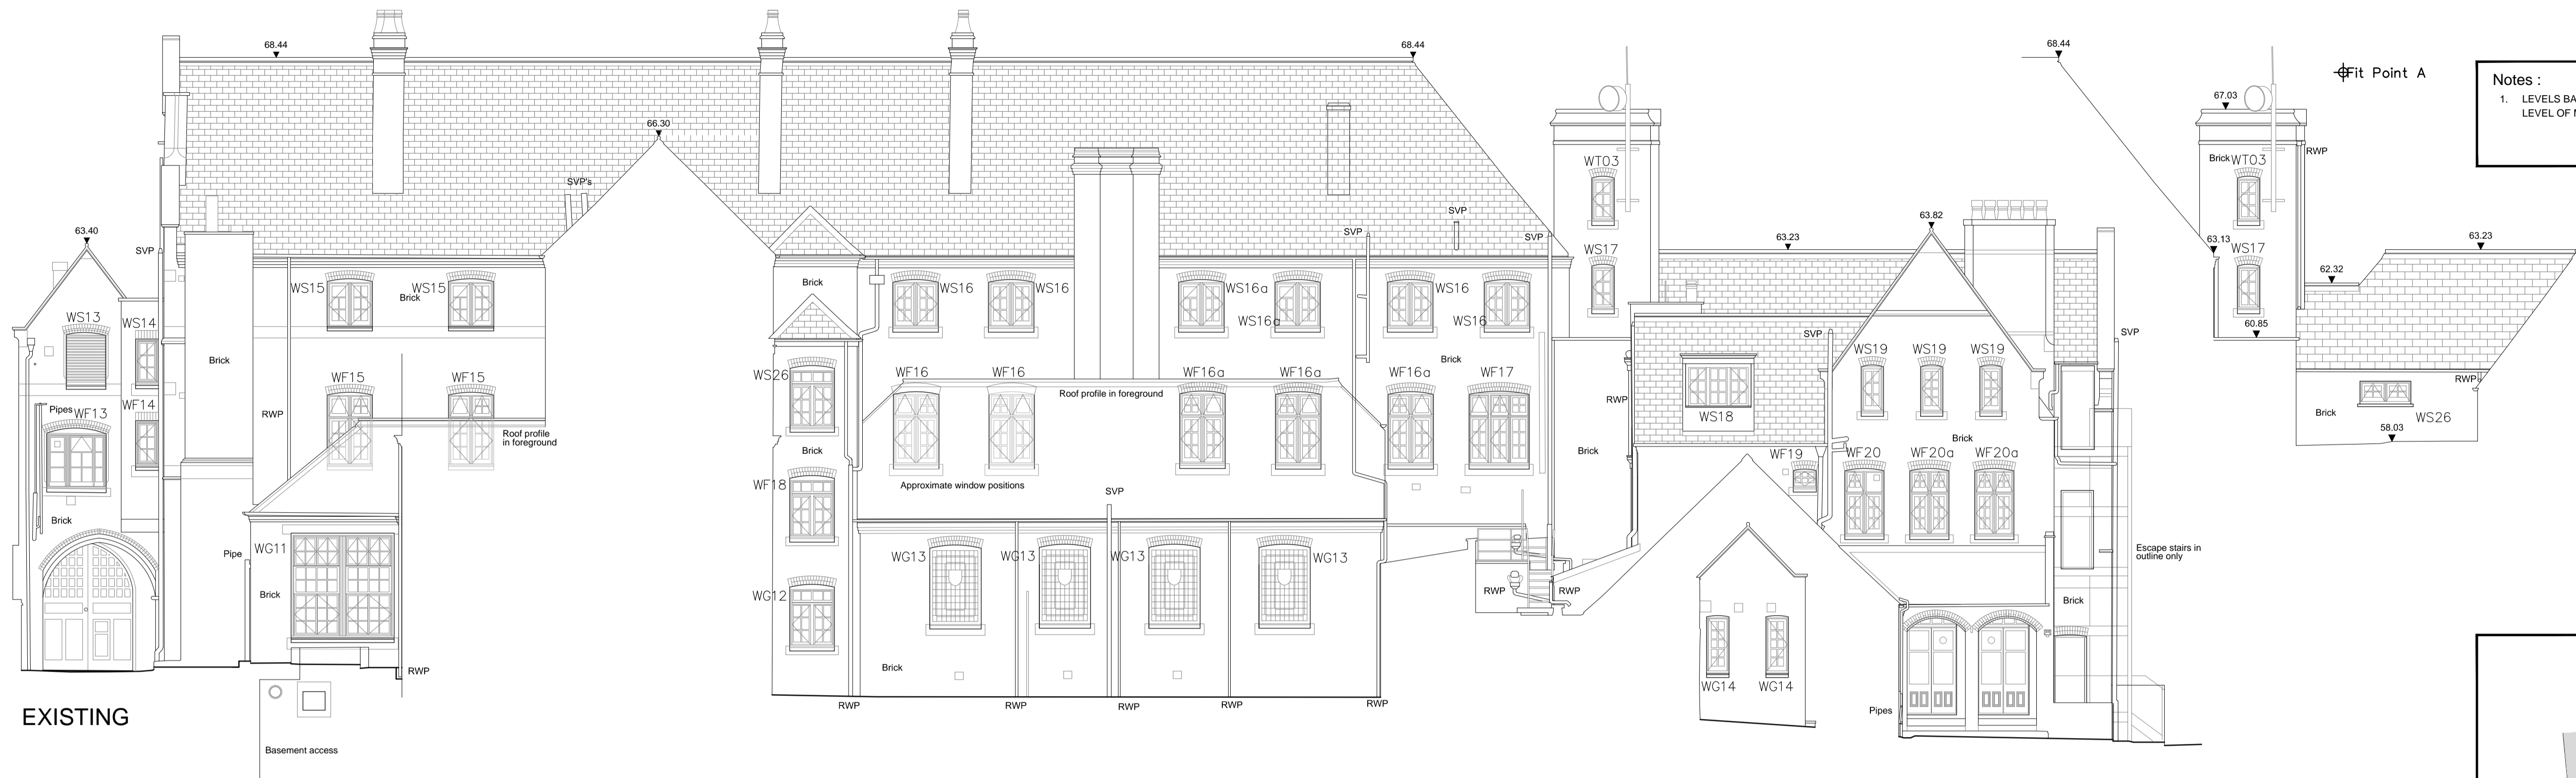 68.44
68.44
68.44
Fit Point A
Notes :
1. LEVELS BA
LEVEL OF
67.03
66.30
WT03
Brick
WT03
RWP
SVP's
SVP
63.40
SVP
SVP
SVP
63.82
63.23
63.13
63.23
WS17
WS17
62.32
WS15
WS15
Brick
Brick
WS16
WS16
WS16a
WS16a
WS16
WS16
WS13
WS14
60.85
SVP
SVP
Brick
Brick
WS19
WS19
WS19
WS26
WF15
WF15
WF16
WF16
WF16a
WF16a
WF16a
WF17
RWP
Roof profile in foreground
RWP
Pipes
WF13
WF14
RWP
WS18
Brick
WS26
58.03
Roof profile
in foreground
Brick
Brick
Brick
WF19
WF20
WF20a
WF20a
WF18
Approximate window positions
SVP
Brick
WG11
Pipe
WG13
WG13
WG13
WG13
Escape stairs in
outline only
Brick
WG12
RWP
RWP
Brick
Brick
RWP
WG14
WG14
RWP
RWP
RWP
RWP
RWP
Pipes
EXISTING
Basement access